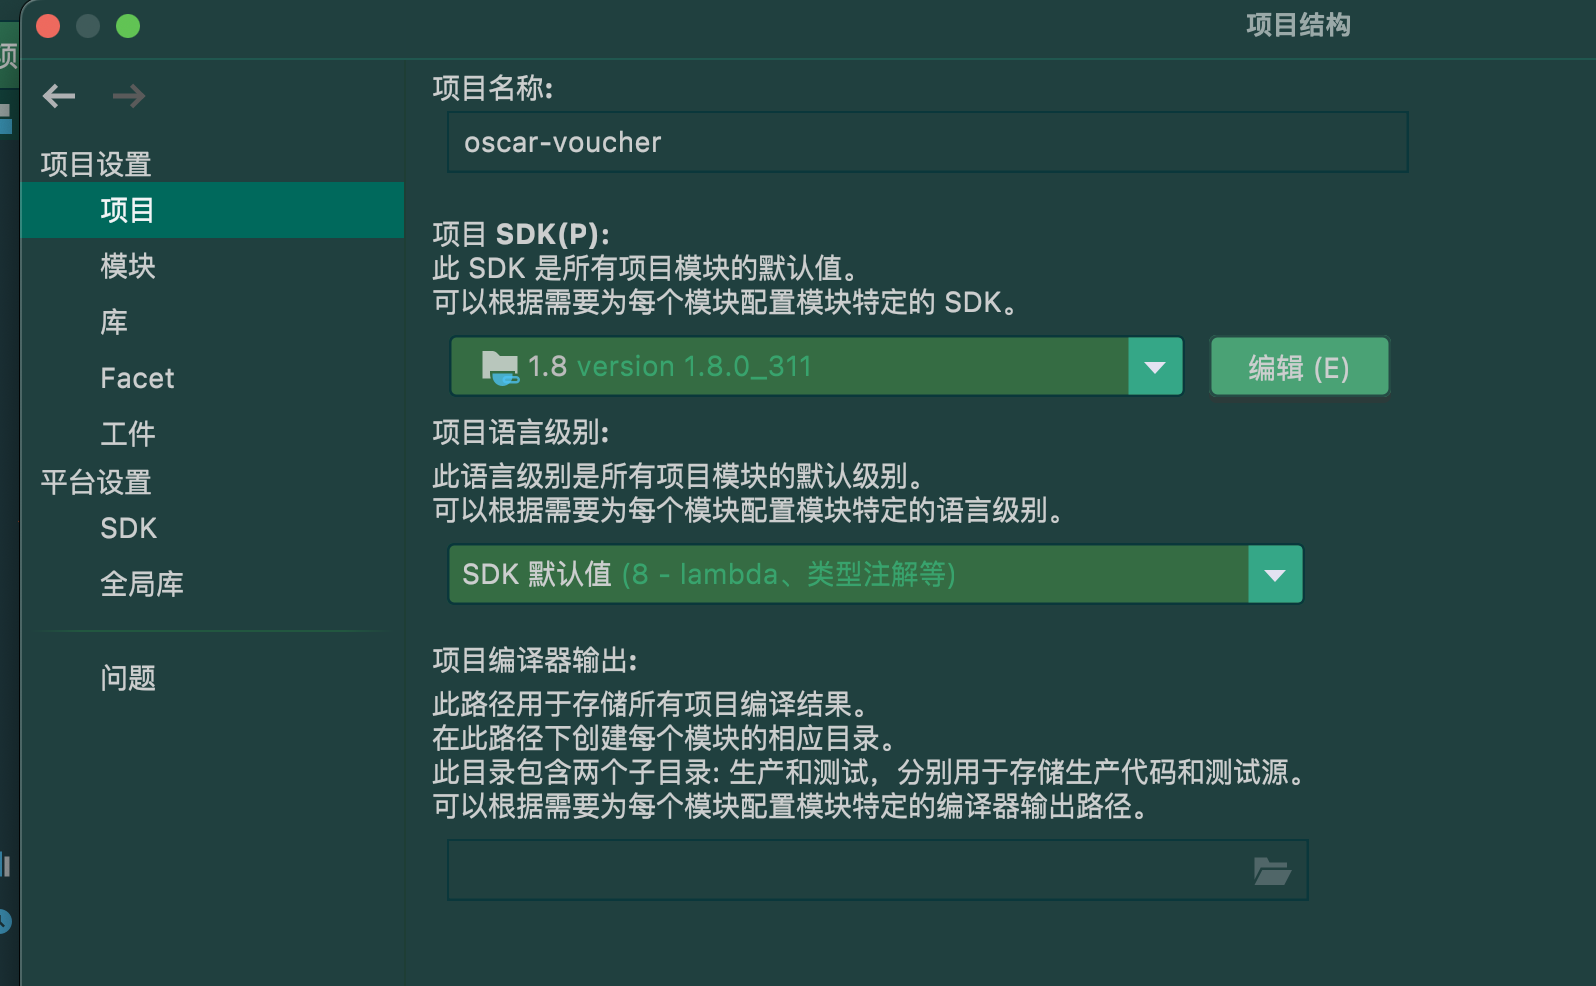 项目结构
项
项目设置
项目
模块
库
Facet
工件
平台设置
SDK
全局库
问题
项目名称:
oscar-voucher
项目 SDK(P):
此 SDK 是所有项目模块的默认值。
可以根据需要为每个模块配置模块特定的 SDK。
1.8 version 1.8.0_311
编辑 (E)
项目语言级别:
此语言级别是所有项目模块的默认级别。
可以根据需要为每个模块配置模块特定的语言级别。
SDK 默认值 (8 - lambda、类型注解等)
项目编译器输出:
此路径用于存储所有项目编译结果。
在此路径下创建每个模块的相应目录。
此目录包含两个子目录: 生产和测试，分别用于存储生产代码和测试源。
可以根据需要为每个模块配置模块特定的编译器输出路径。